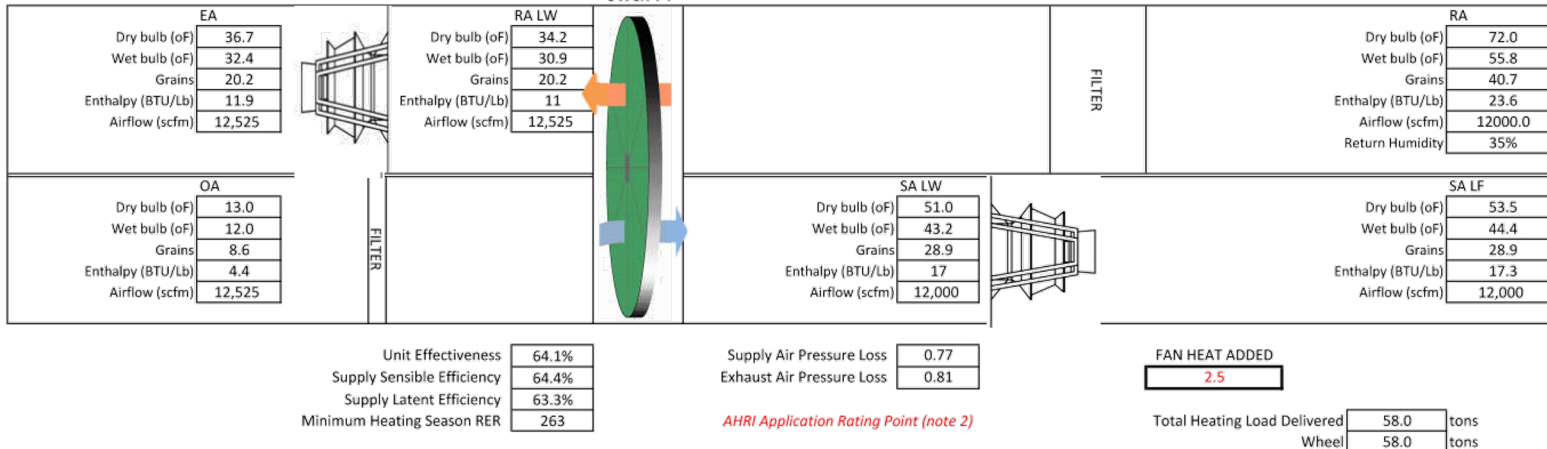 EA
Dry bulb (oF) 36.7
Wet bulb (oF) 32.4
Grains 20.2
Enthalpy (BTU/Lb) 11.9
Airflow (scfm) 12,525
RA LW
Dry bulb (oF) 34.2
Wet bulb (oF) 30.9
Grains 20.2
Enthalpy (BTU/Lb) 11
Airflow (scfm) 12,525
FILTER
RA
Dry bulb (oF) 72.0
Wet bulb (oF) 55.8
Grains 40.7
Enthalpy (BTU/Lb) 23.6
Airflow (scfm) 12000.0
Return Humidity 35%
OA
Dry bulb (oF) 13.0
Wet bulb (oF) 12.0
Grains 8.6
Enthalpy (BTU/Lb) 4.4
Airflow (scfm) 12,525
FILTER
SA LW
Dry bulb (oF) 51.0
Wet bulb (oF) 43.2
Grains 28.9
Enthalpy (BTU/Lb) 17
Airflow (scfm) 12,000
SA LF
Dry bulb (oF) 53.5
Wet bulb (oF) 44.4
Grains 28.9
Enthalpy (BTU/Lb) 17.3
Airflow (scfm) 12,000
Unit Effectiveness 64.1%
Supply Sensible Efficiency 64.4%
Supply Latent Efficiency 63.3%
Minimum Heating Season RER 263
Supply Air Pressure Loss 0.77
Exhaust Air Pressure Loss 0.81
AHRI Application Rating Point (note 2)
FAN HEAT ADDED
2.5
Total Heating Load Delivered 58.0 tons
Wheel 58.0 tons